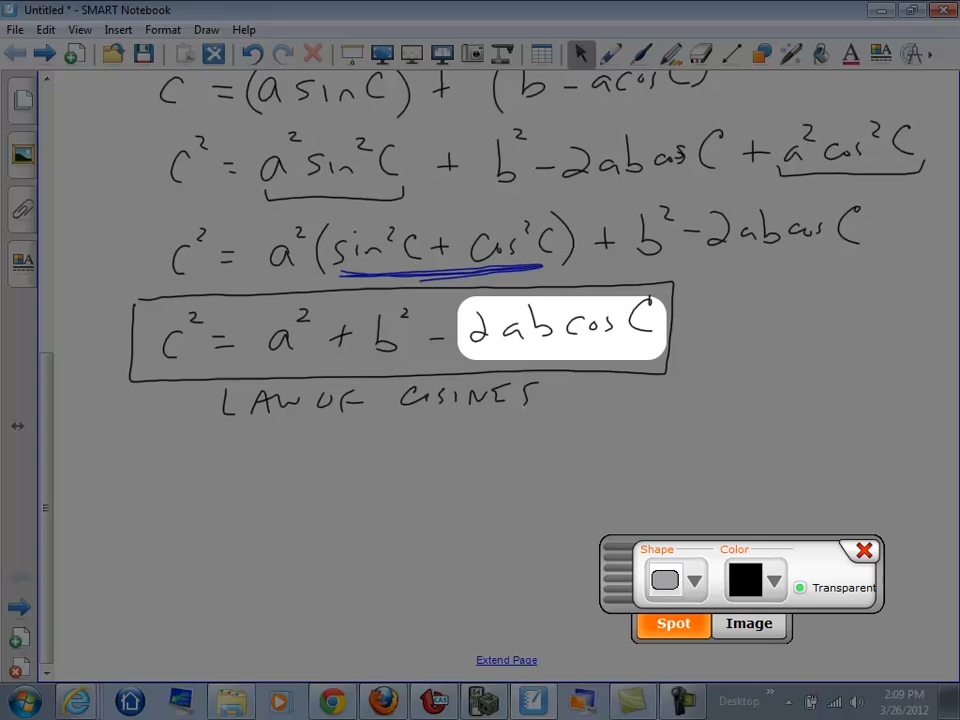 Untitled * - SMART Notebook
File Edit View Insert Format Draw Help
c = (a sin C) + (b - a cos C)
c² = a² sin² C + b² - 2ab cos C + a² cos² C
c² = a² (sin² C + cos² C) + b² - 2ab cos C
c² = a² + b² - 2ab cos C
LAW OF COSINES
Shape Color
Transparent
Spot Image
Extend Page
Desktop
2:09 PM
3/26/2012